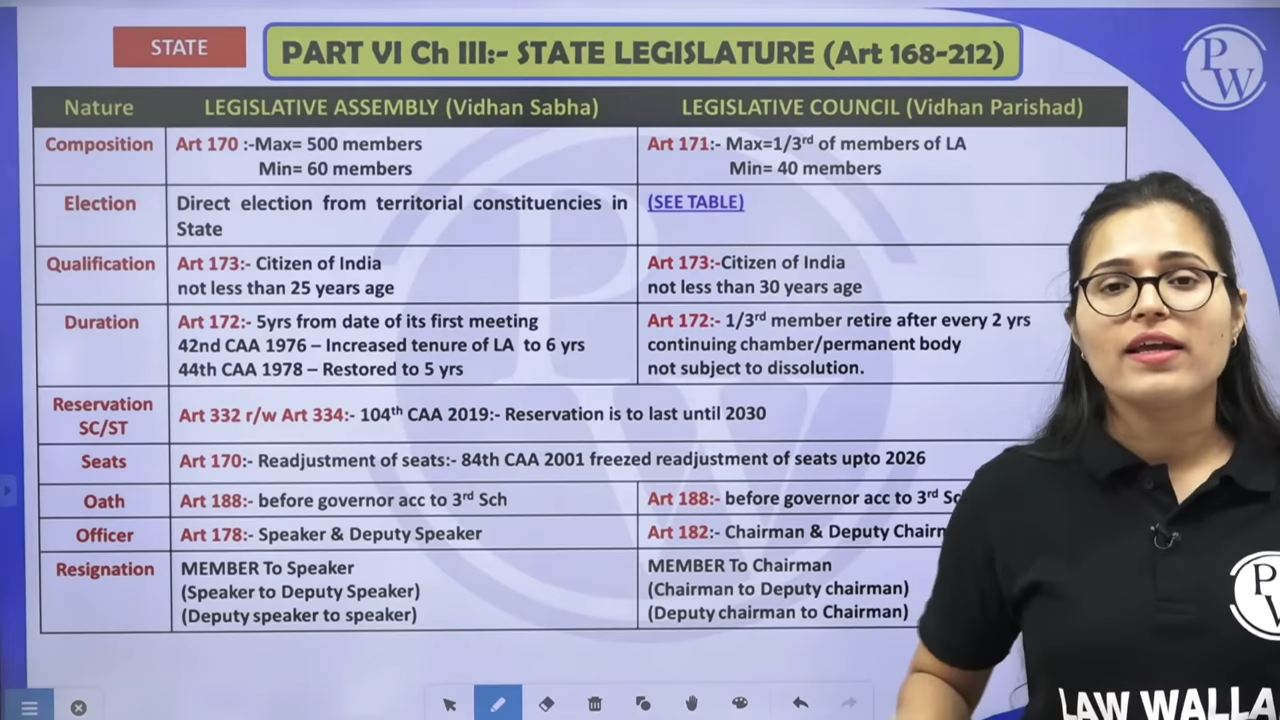 STATE
PART VI Ch III:- STATE LEGISLATURE (Art 168-212)
PW
Nature LEGISLATIVE ASSEMBLY (Vidhan Sabha) LEGISLATIVE COUNCIL (Vidhan Parishad)
Composition Art 170 :-Max= 500 members Art 171:- Max=1/3rd of members of LA
Min= 60 members Min= 40 members
Election Direct election from territorial constituencies in (SEE TABLE)
State
Qualification Art 173:- Citizen of India Art 173:-Citizen of India
not less than 25 years age not less than 30 years age
Duration Art 172:- 5yrs from date of its first meeting Art 172:- 1/3rd member retire after every 2 yrs
42nd CAA 1976 – Increased tenure of LA to 6 yrs continuing chamber/permanent body
44th CAA 1978 – Restored to 5 yrs not subject to dissolution.
Reservation
SC/ST Art 332 r/w Art 334:- 104th CAA 2019:- Reservation is to last until 2030
Seats Art 170:- Readjustment of seats:- 84th CAA 2001 freezed readjustment of seats upto 2026
Oath Art 188:- before governor acc to 3rd Sch Art 188:- before governor acc to 3rd Sc
Officer Art 178:- Speaker & Deputy Speaker Art 182:- Chairman & Deputy Chairn
Resignation MEMBER To Speaker MEMBER To Chairman
(Speaker to Deputy Speaker) (Chairman to Deputy chairman)
(Deputy speaker to speaker) (Deputy chairman to Chairman)
LAW WALLA